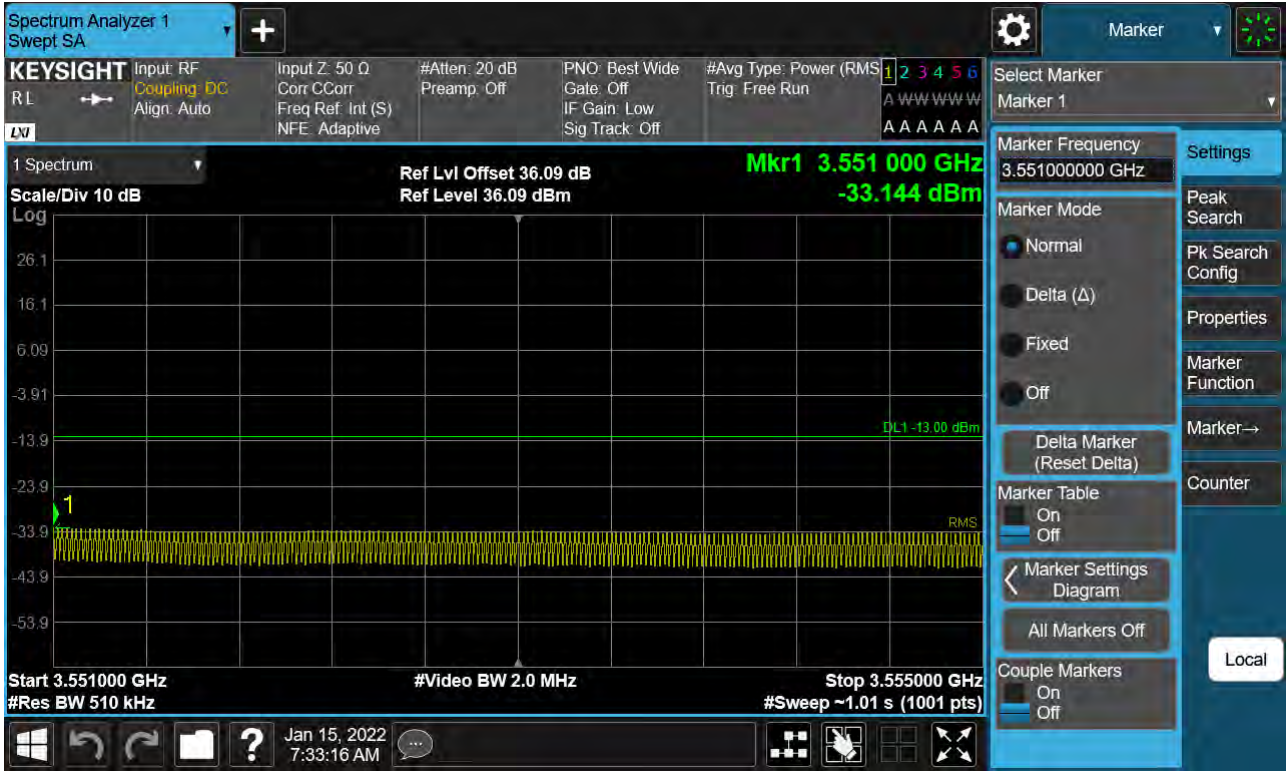 Spectrum Analyzer 1
Swept SA
Marker
KEYSIGHT
RL
LXI
Input: RF
Coupling: DC
Align: Auto
Input Z: 50 Ω
Corr CCorr
Freq Ref: Int (S)
NFE: Adaptive
#Atten: 20 dB
Preamp: Off
PNO: Best Wide
Gate: Off
IF Gain: Low
Sig Track: Off
#Avg Type: Power (RMS
Trig: Free Run
1 2 3 4 5 6
A W W W W W
A A A A A A
Select Marker
Marker 1
1 Spectrum
Scale/Div 10 dB
Log
Ref Lvl Offset 36.09 dB
Ref Level 36.09 dBm
Mkr1 3.551 000 GHz
-33.144 dBm
26.1
16.1
6.09
-3.91
-13.9
-23.9
-33.9
-43.9
-53.9
DL1 -13.00 dBm
1
RMS
Start 3.551000 GHz
#Res BW 510 kHz
#Video BW 2.0 MHz
Stop 3.555000 GHz
#Sweep ~1.01 s (1001 pts)
Marker Frequency
3.551000000 GHz
Marker Mode
Normal
Delta (Δ)
Fixed
Off
Delta Marker
(Reset Delta)
Marker Table
On
Off
Marker Settings
Diagram
All Markers Off
Couple Markers
On
Off
Settings
Peak
Search
Pk Search
Config
Properties
Marker
Function
Marker→
Counter
Local
?
Jan 15, 2022
7:33:16 AM